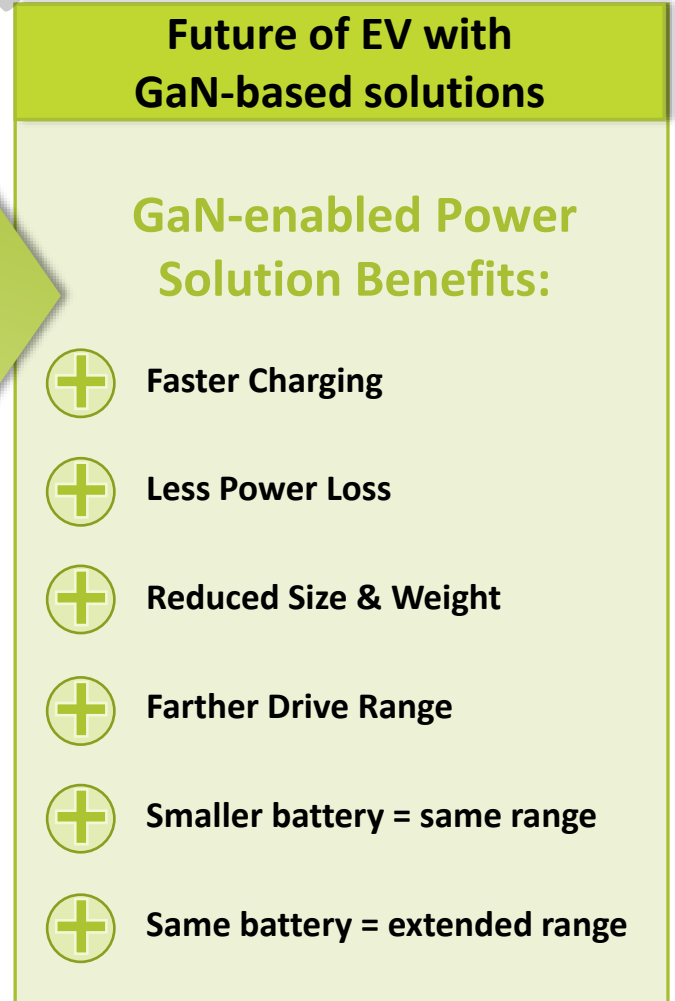 Future of EV with
GaN-based solutions
GaN-enabled Power
Solution Benefits:
Faster Charging
Less Power Loss
Reduced Size & Weight
Farther Drive Range
Smaller battery = same range
Same battery = extended range